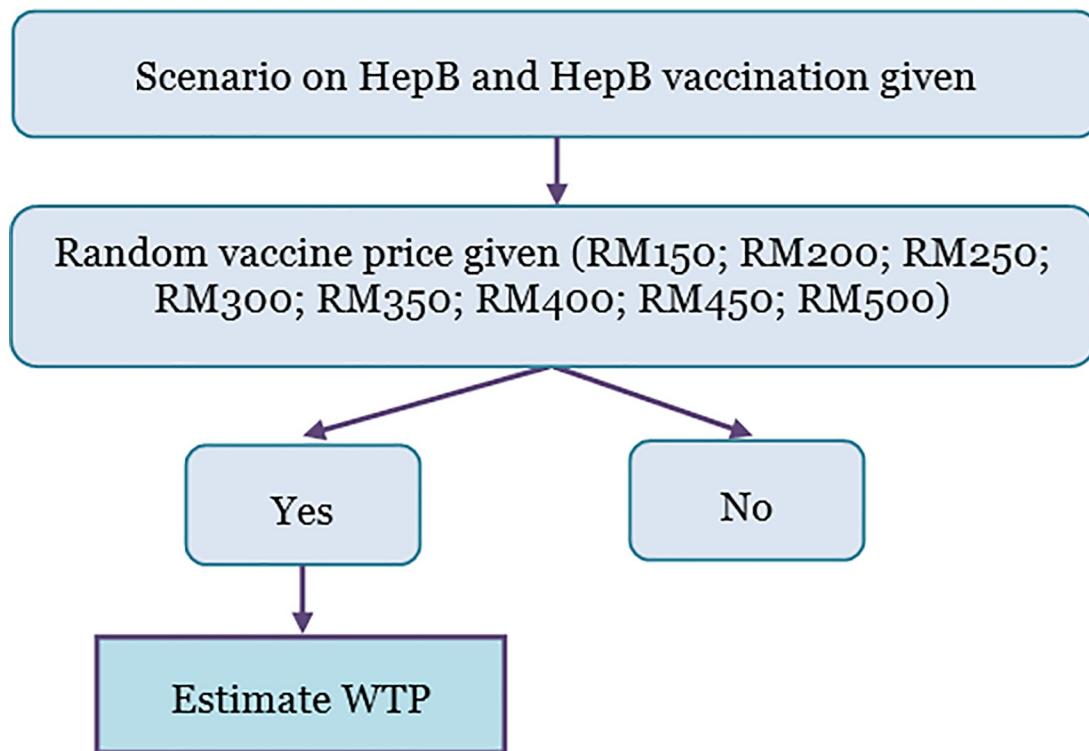 Scenario on HepB and HepB vaccination given
Random vaccine price given (RM150; RM200; RM250;
RM300; RM350; RM400; RM450; RM500)
Yes
No
Estimate WTP